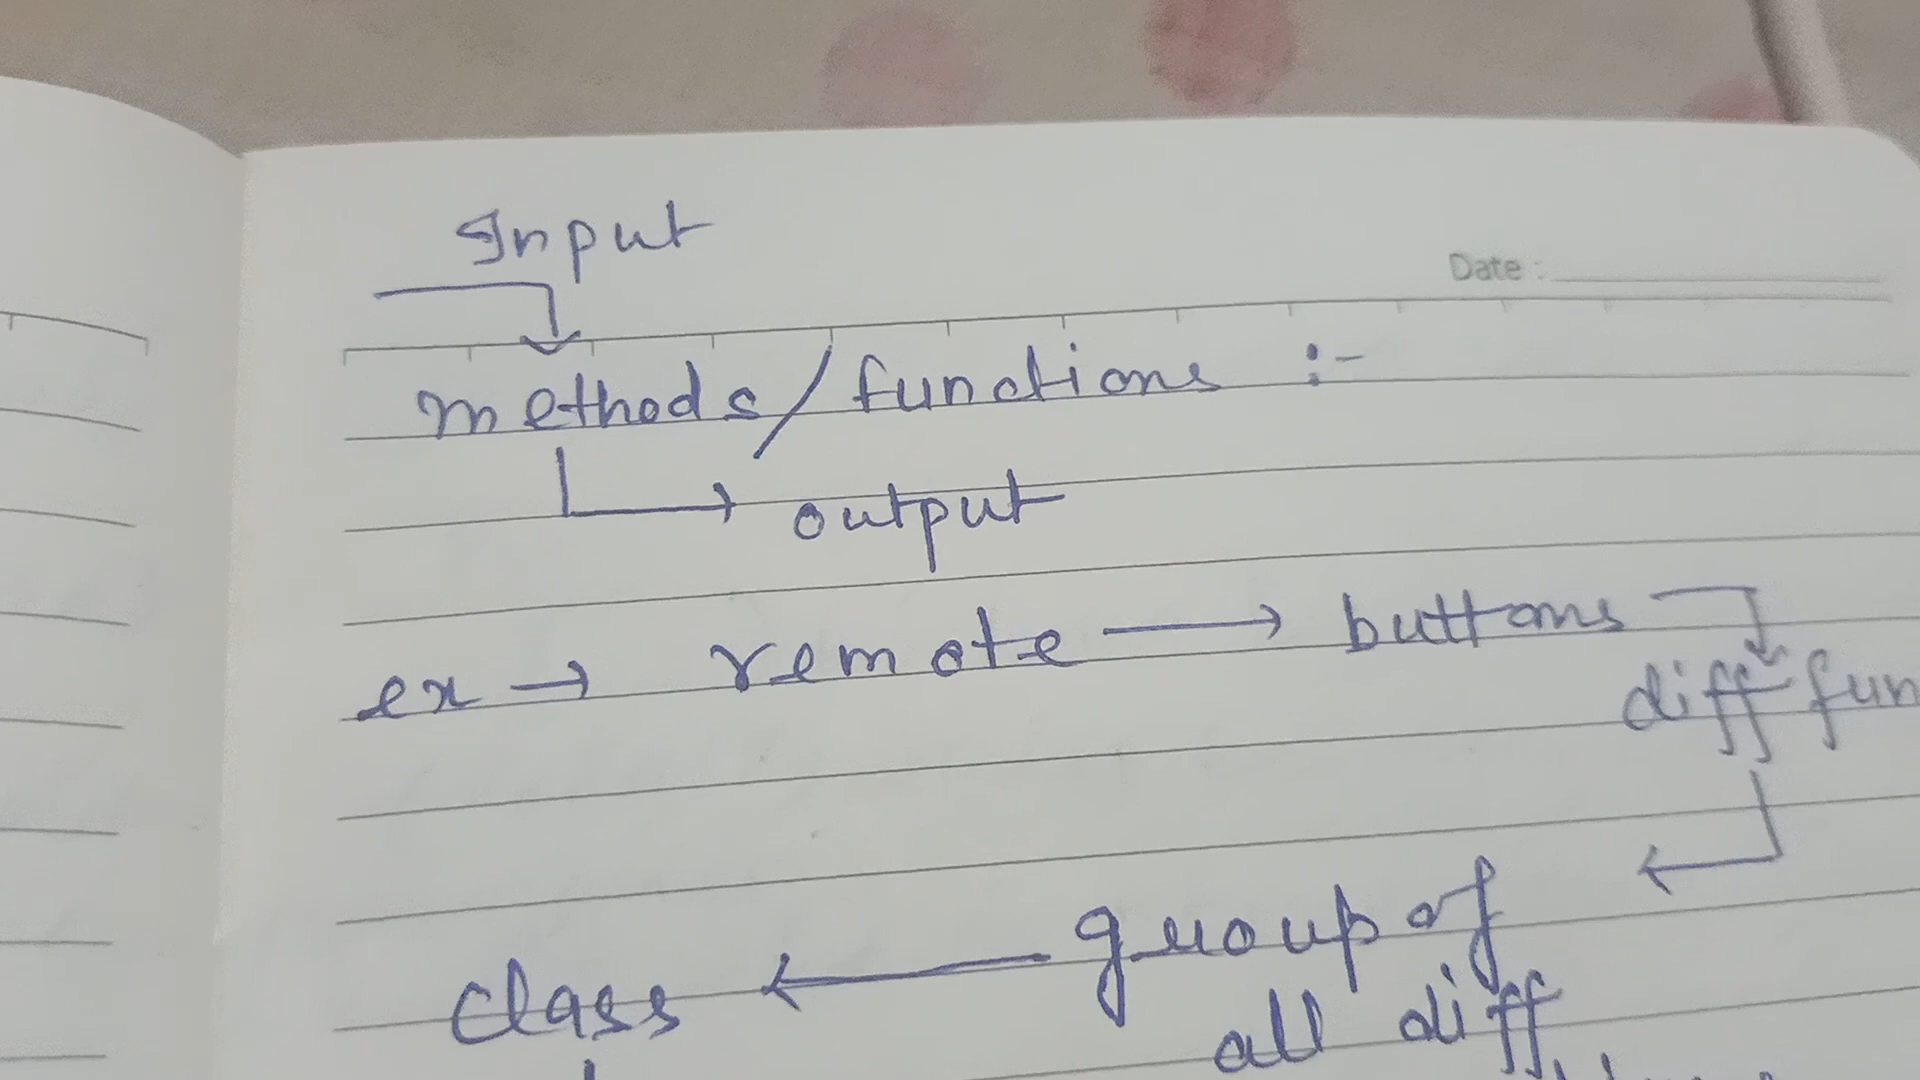 Input
Date :
methods/functions :-
output
ex → remote → buttons
diff fun
group of
class ←
all diff